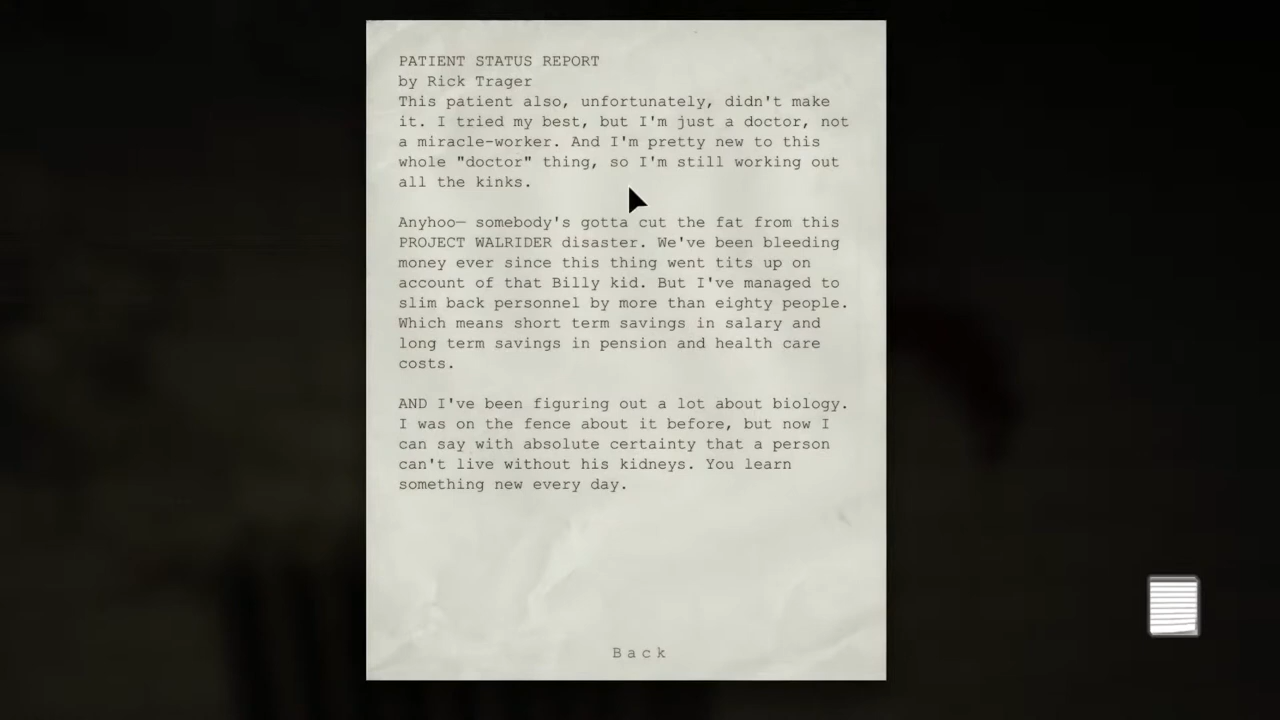 PATIENT STATUS REPORT
by Rick Trager
This patient also, unfortunately, didn't make
it. I tried my best, but I'm just a doctor, not
a miracle-worker. And I'm pretty new to this
whole "doctor" thing, so I'm still working out
all the kinks.
Anyhoo— somebody's gotta cut the fat from this
PROJECT WALRIDER disaster. We've been bleeding
money ever since this thing went tits up on
account of that Billy kid. But I've managed to
slim back personnel by more than eighty people.
Which means short term savings in salary and
long term savings in pension and health care
costs.
AND I've been figuring out a lot about biology.
I was on the fence about it before, but now I
can say with absolute certainty that a person
can't live without his kidneys. You learn
something new every day.
Back